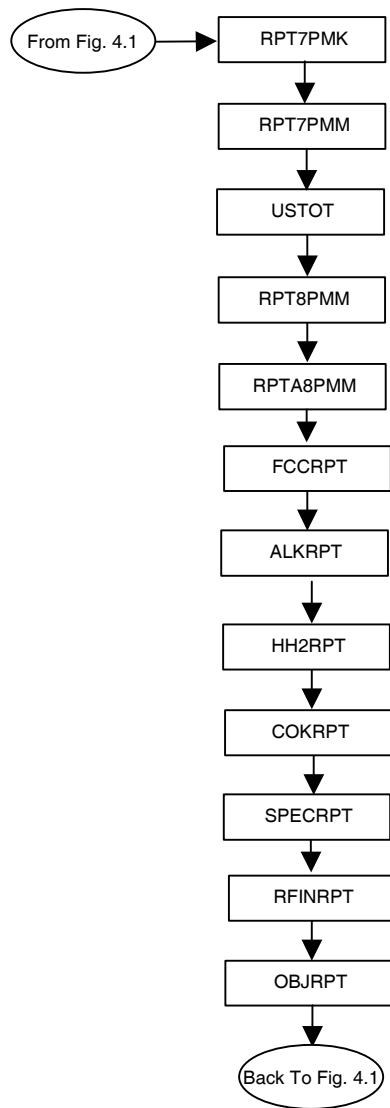 From Fig. 4.1
RPT7PMK
RPT7PMM
USTOT
RPT8PMM
RPTA8PMM
FCCRPT
ALKRPT
HH2RPT
COKRPT
SPECRPT
RFINRPT
OBJRPT
Back To Fig. 4.1